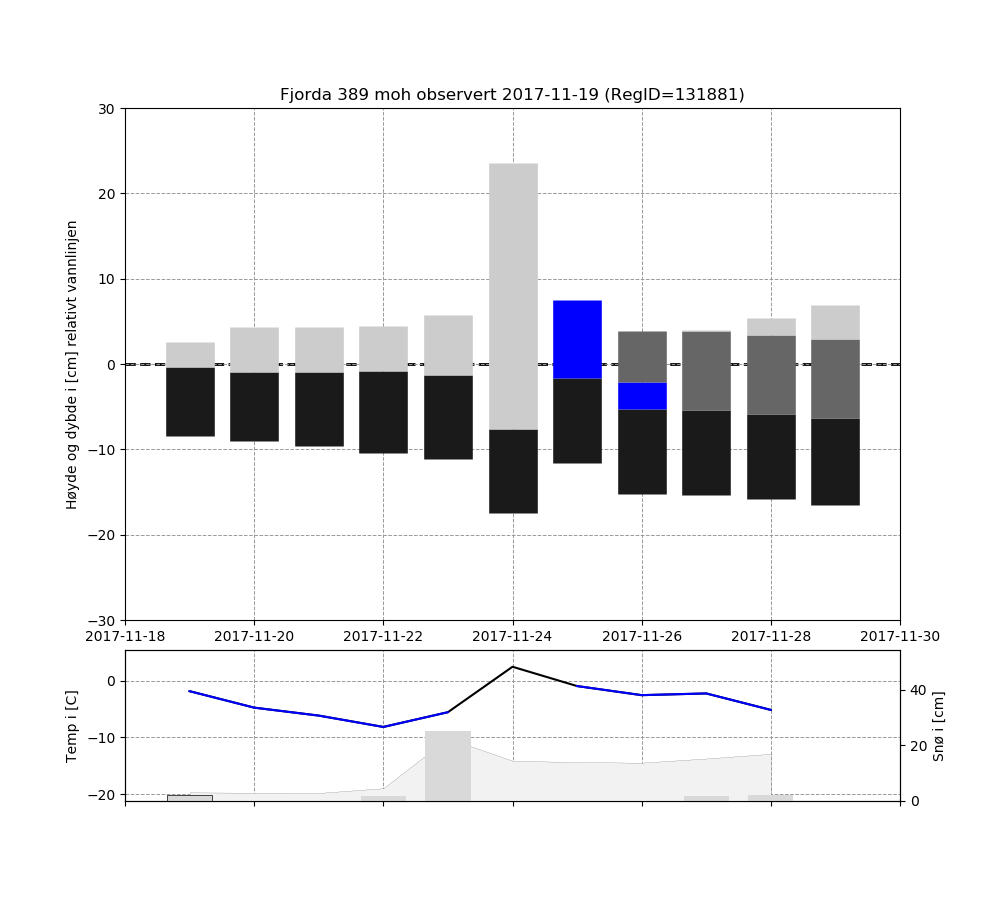 Fjorda 389 moh observert 2017-11-19 (RegID=131881)
Høyde og dybde i [cm] relativt vannlinjen
30
20
10
0
−10
−20
−30
2017-11-18 2017-11-20 2017-11-22 2017-11-24 2017-11-26 2017-11-28 2017-11-30
Temp i [C]
0
−10
−20
40
20
0
Snø i [cm]